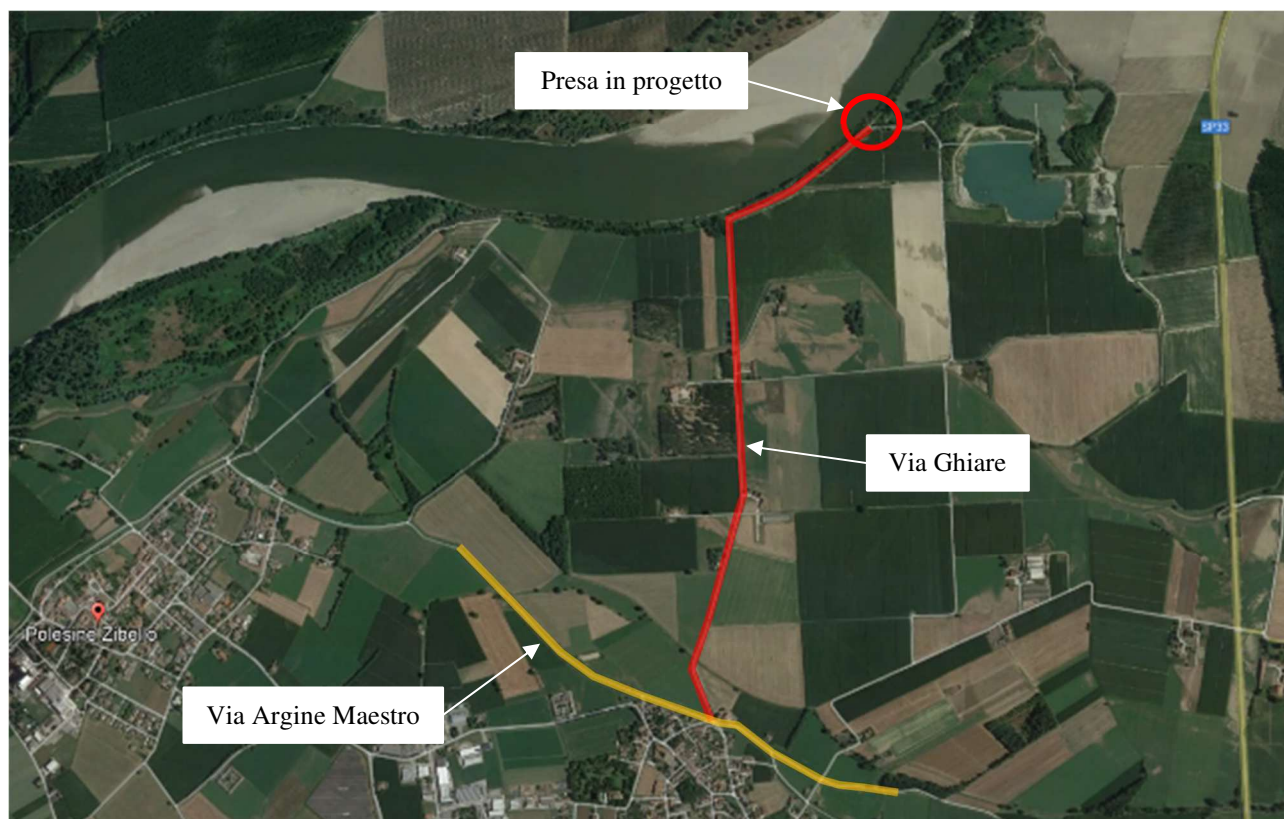 Presa in progetto
SP33
Via Ghiare
Polesine Zibello
Via Argine Maestro